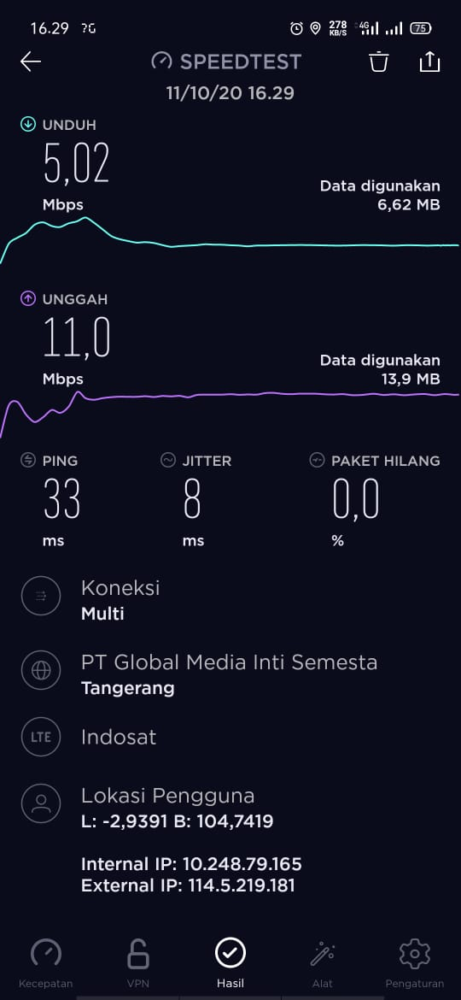 16.29
278 KB/S 4G 75
SPEEDTEST
11/10/20 16.29
UNDUH
5,02
Mbps
Data digunakan
6,62 MB
UNGGAH
11,0
Mbps
Data digunakan
13,9 MB
PING JITTER PAKET HILANG
33 8 0,0
ms ms %
Koneksi
Multi
PT Global Media Inti Semesta
Tangerang
LTE Indosat
Lokasi Pengguna
L: -2,9391 B: 104,7419
Internal IP: 10.248.79.165
External IP: 114.5.219.181
Kecepatan VPN Hasil Alat Pengaturan